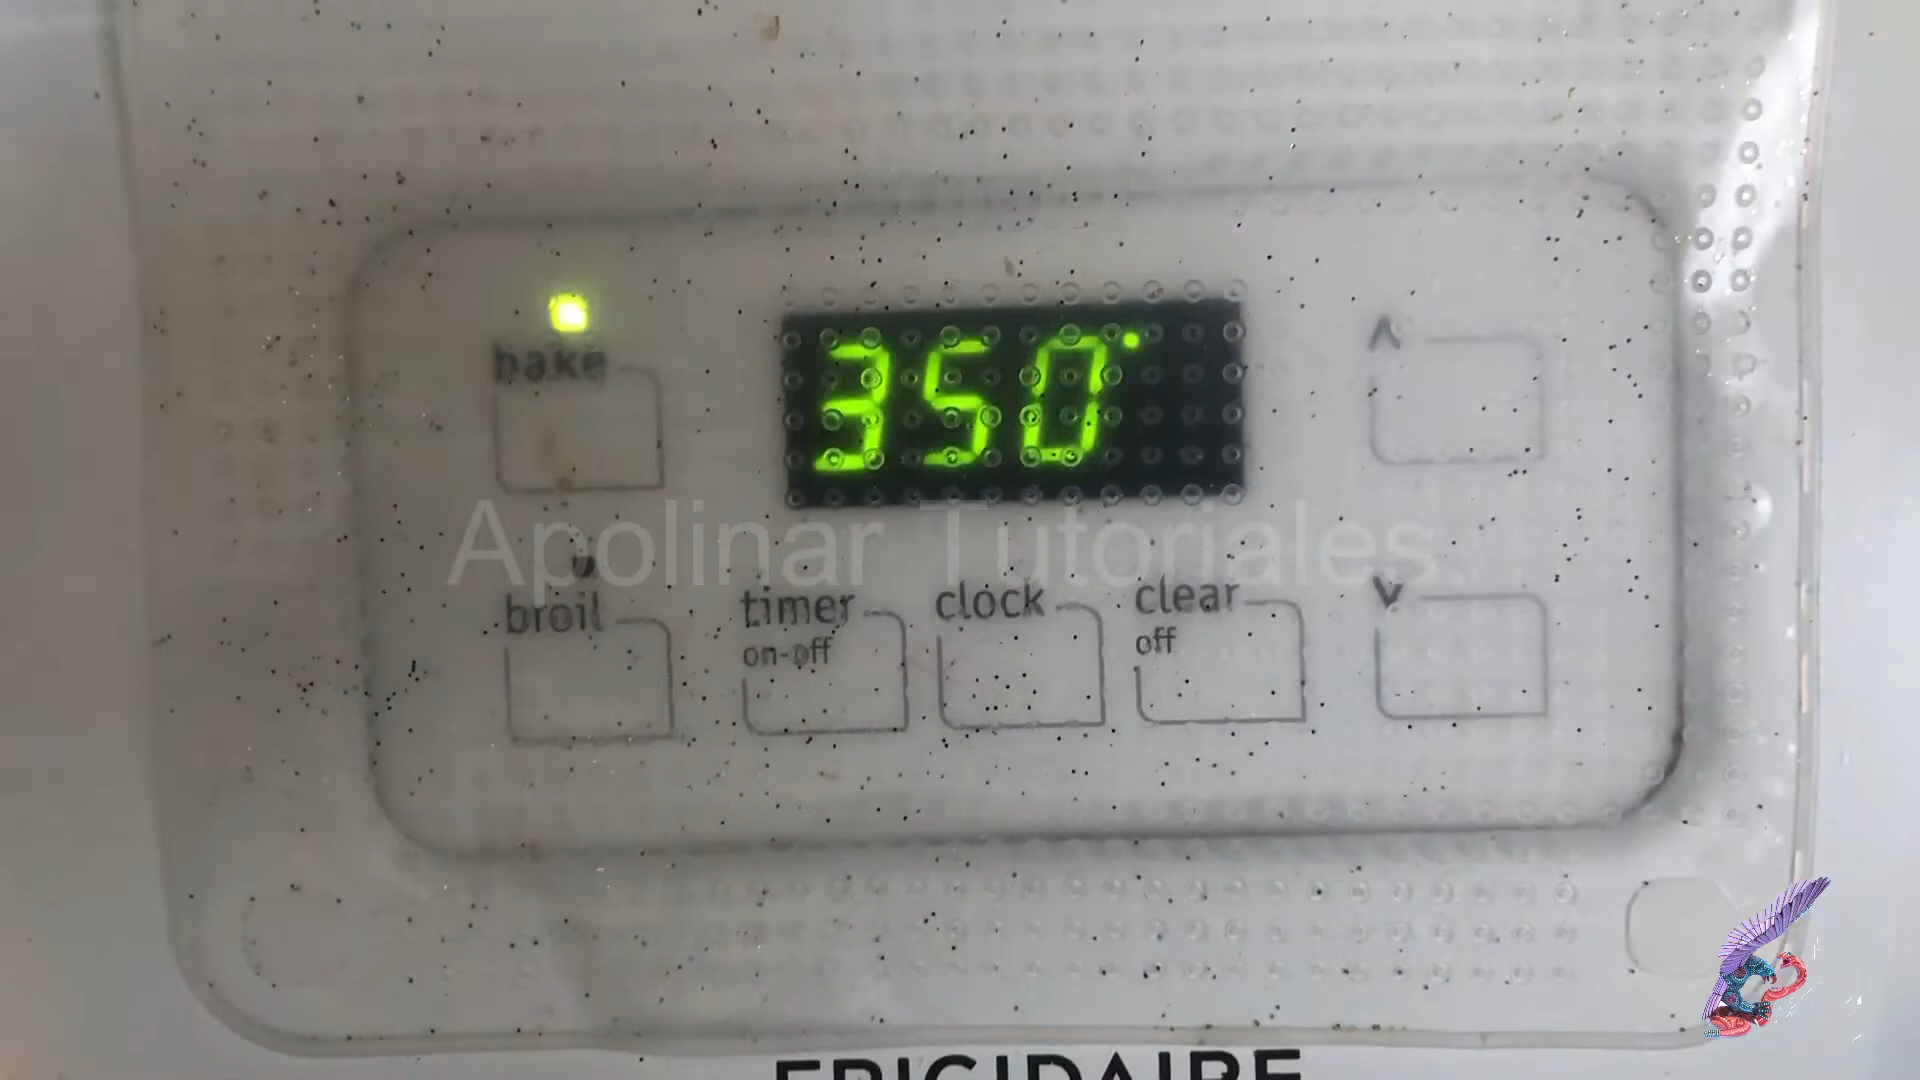 bake
350°
Apolinar Tutoriales
broil
timer
on-off
clock
clear
off
FRIGIDAIRE